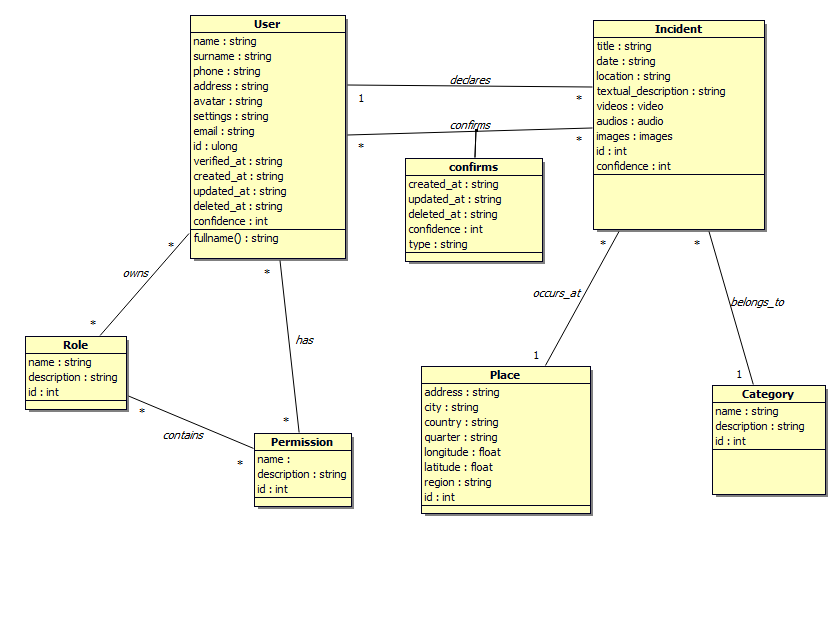 User
name : string
surname : string
phone : string
address : string
avatar : string
settings : string
email : string
id : ulong
verified_at : string
created_at : string
updated_at : string
deleted_at : string
confidence : int
fullname() : string
Incident
title : string
date : string
location : string
textual_description : string
videos : video
audios : audio
images : images
id : int
confidence : int
declares
1
*
confirms
*
*
confirms
created_at : string
updated_at : string
deleted_at : string
confidence : int
type : string
*
owns
*
*
has
*
*
occurs_at
1
*
belongs_to
1
Role
name : string
description : string
id : int
*
contains
*
Permission
name :
description : string
id : int
Place
address : string
city : string
country : string
quarter : string
longitude : float
latitude : float
region : string
id : int
Category
name : string
description : string
id : int